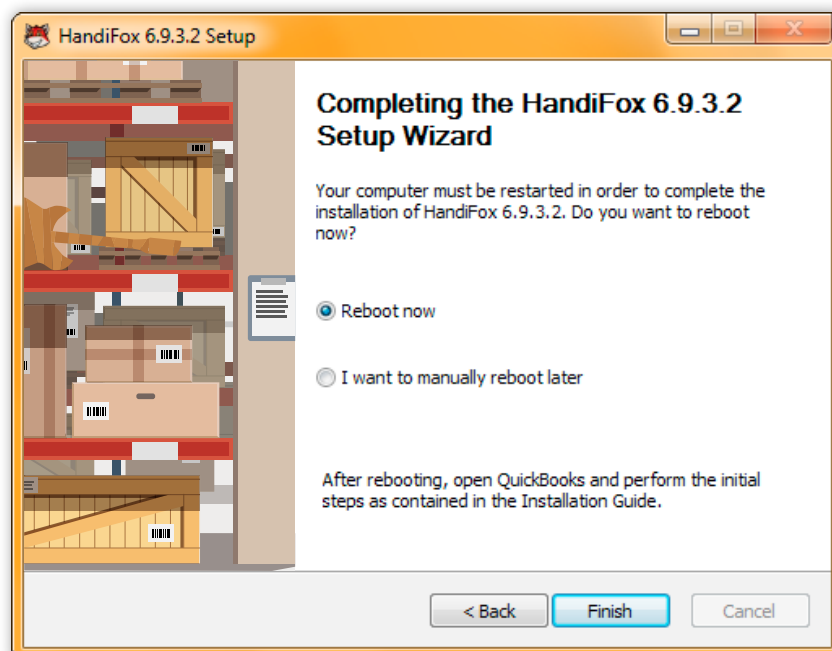 HandiFox 6.9.3.2 Setup
Completing the HandiFox 6.9.3.2
Setup Wizard
Your computer must be restarted in order to complete the
installation of HandiFox 6.9.3.2. Do you want to reboot
now?
Reboot now
I want to manually reboot later
After rebooting, open QuickBooks and perform the initial
steps as contained in the Installation Guide.
< Back
Finish
Cancel